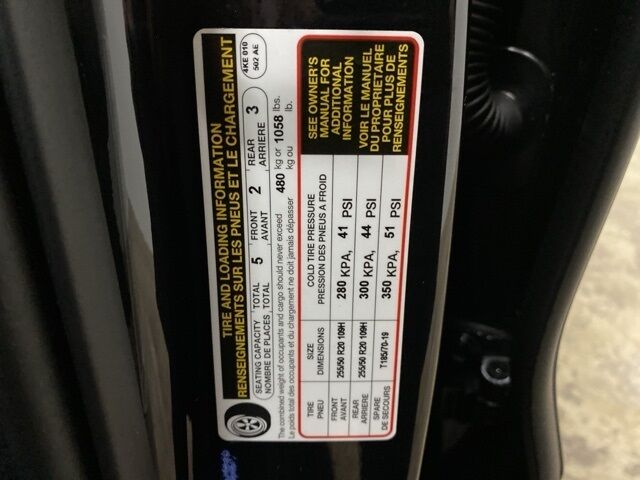 TIRE AND LOADING INFORMATION
RENSEIGNEMENTS SUR LES PNEUS ET LE CHARGEMENT
4KE 010
502 AE
SEATING CAPACITY TOTAL 5 FRONT 2 REAR 3
NOMBRE DE PLACES TOTAL AVANT ARRIERE
The combined weight of occupants and cargo should never exceed 480 kg or 1058 lbs.
Le poids total des occupants et du chargement ne doit jamais dépasser kg ou lb.
TIRE SIZE COLD TIRE PRESSURE
PNEU DIMENSIONS PRESSION DES PNEUS A FROID
FRONT
AVANT 255/50 R20 109H 280 KPA, 41 PSI
REAR
ARRIERE 255/50 R20 109H 300 KPA, 44 PSI
SPARE
DE SECOURS T185/70-19 350 KPA, 51 PSI
SEE OWNER'S
MANUAL FOR
ADDITIONAL
INFORMATION
VOIR LE MANUEL
DU PROPRIETAIRE
POUR PLUS DE
RENSEIGNEMENTS